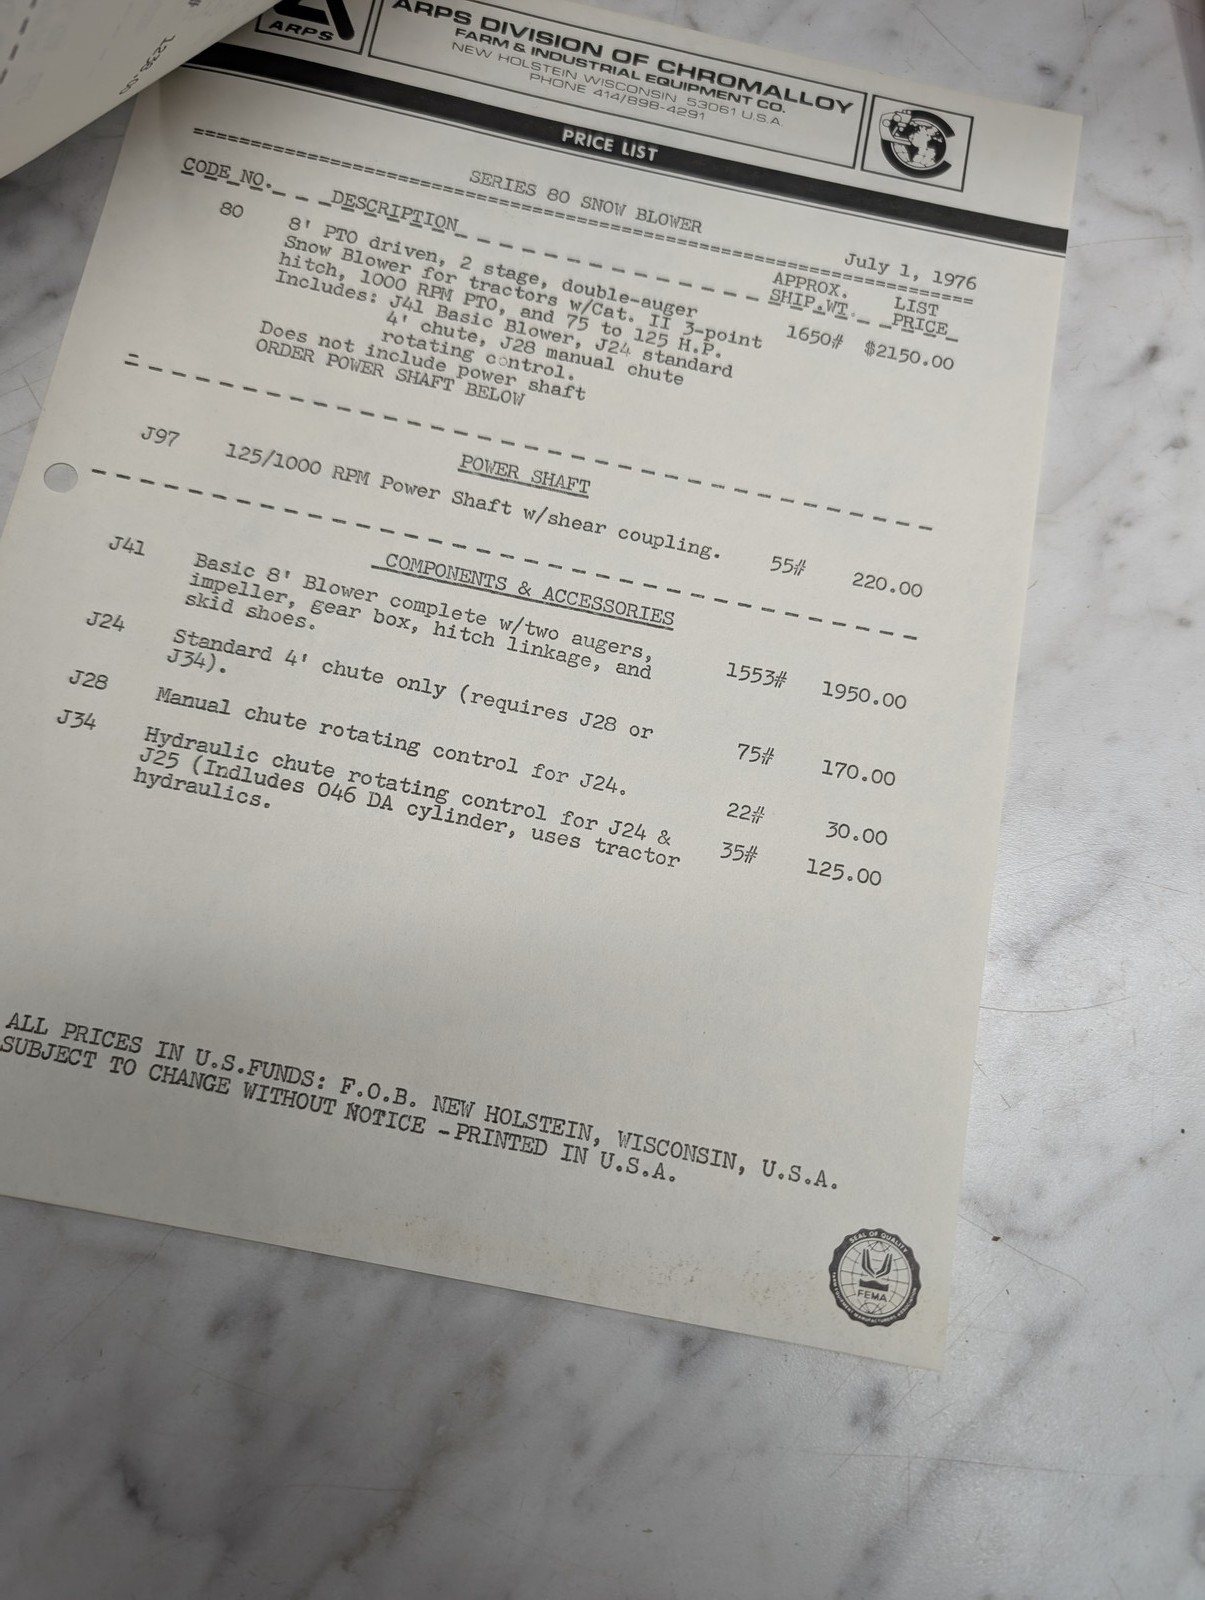 ARPS
ARPS DIVISION OF CHROMALLOY
FARM & INDUSTRIAL EQUIPMENT CO.
NEW HOLSTEIN, WISCONSIN, 53061 U.S.A.
PHONE 414/898-4291
PRICE LIST
SERIES 80 SNOW BLOWER
July 1, 1976
CODE NO. DESCRIPTION APPROX. SHIP.WT. LIST PRICE
80 8' PTO driven, 2 stage, double-auger 1650# $2150.00
Snow Blower for tractors w/Cat. II 3-point
hitch, 1000 RPM PTO, and 75 to 125 H.P.
Includes: J41 Basic Blower, J24 standard
4' chute, J28 manual chute
rotating control.
Does not include power shaft
ORDER POWER SHAFT BELOW
POWER SHAFT
J97 125/1000 RPM Power Shaft w/shear coupling. 55# 220.00
COMPONENTS & ACCESSORIES
J41 Basic 8' Blower complete w/two augers,
impeller, gear box, hitch linkage, and
skid shoes. 1553# 1950.00
J24 Standard 4' chute only (requires J28 or
J34). 75# 170.00
J28 Manual chute rotating control for J24. 22# 30.00
J34 Hydraulic chute rotating control for J24 & 35# 125.00
J25 (Indludes 046 DA cylinder, uses tractor
hydraulics.
ALL PRICES IN U.S.FUNDS: F.O.B. NEW HOLSTEIN, WISCONSIN, U.S.A.
SUBJECT TO CHANGE WITHOUT NOTICE -PRINTED IN U.S.A.
SEAL OF QUALITY
FEMA